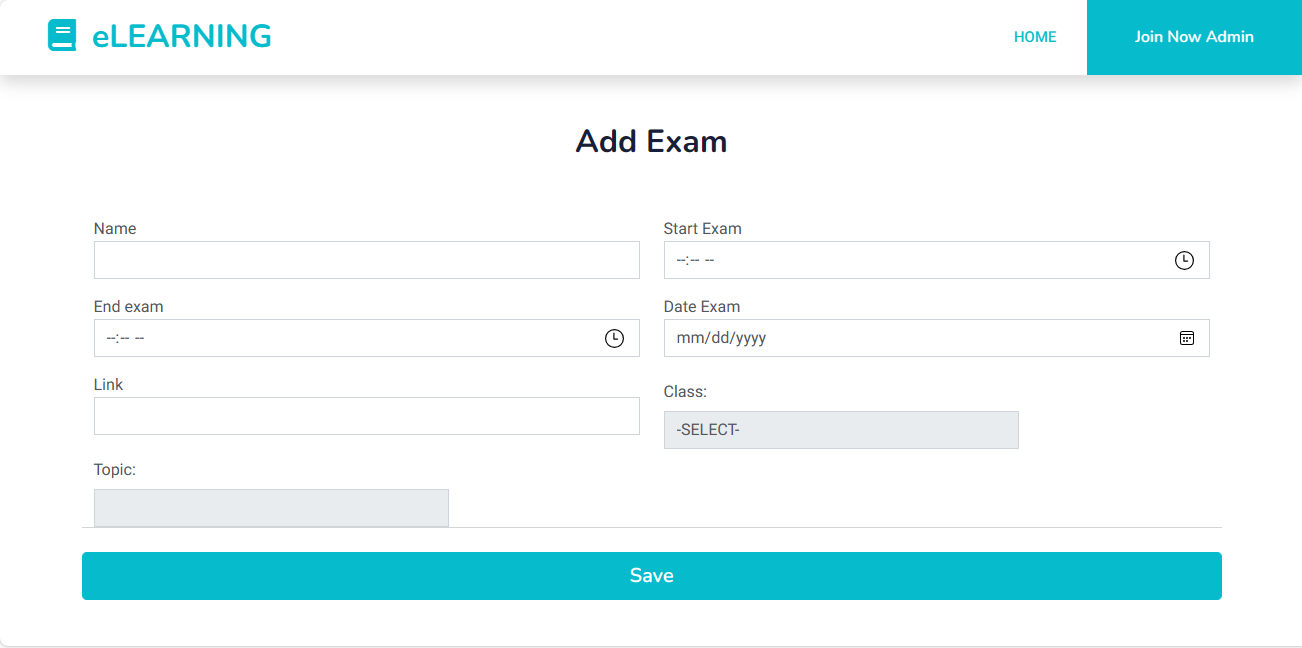 eLEARNING
HOME
Join Now Admin
Add Exam
Name
Start Exam
--:-- --
End exam
Date Exam
--:-- --
mm/dd/yyyy
Link
Class:
-SELECT-
Topic:
Save